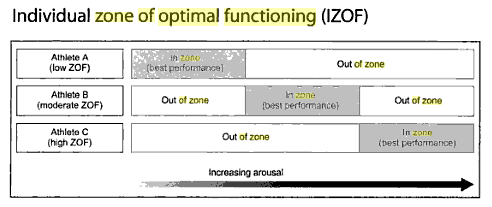 Individual zone of optimal functioning (IZOF)
Athlete A
(low ZOF)
In zone
(best performance)
Out of zone
Athlete B
(moderate ZOF)
Out of zone
In zone
(best performance)
Out of zone
Athlete C
(high ZOF)
Out of zone
In zone
(best performance)
Increasing arousal